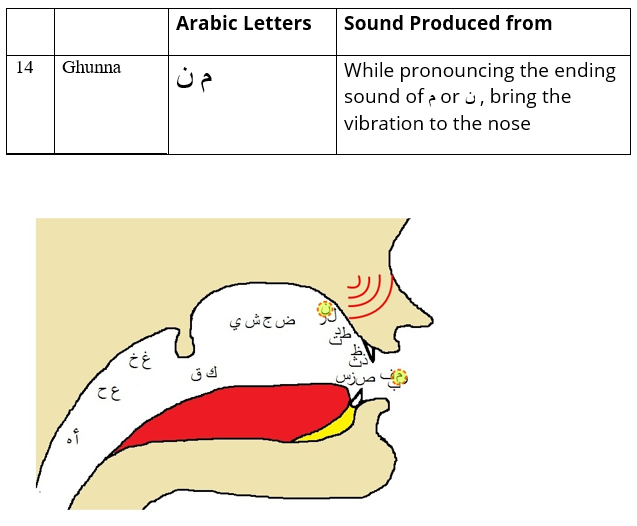 Arabic Letters Sound Produced from
14 Ghunna م ن While pronouncing the ending
sound of م or ن , bring the
vibration to the nose
ن
ل ر
ض ج ش ي
ط د ت
ظ ذ ث
غ خ
ك ق
ص ز س
ف م ب
ع ح
أ ه